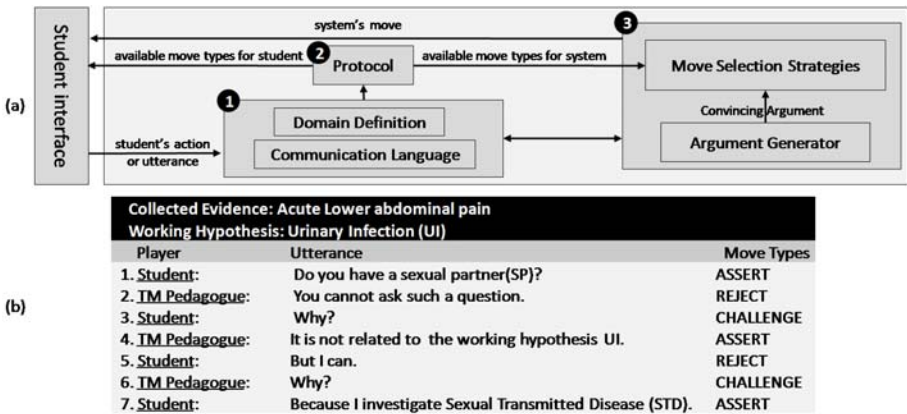 (a)
Student interface
system's move
3
available move types for student
2
Protocol
available move types for system
Move Selection Strategies
1
Domain Definition
Communication Language
student's action
or utterance
Convincing Argument
Argument Generator
(b)
Collected Evidence: Acute Lower abdominal pain
Working Hypothesis: Urinary Infection (UI)
Player Utterance Move Types
1. Student: Do you have a sexual partner(SP)? ASSERT
2. TM Pedagogue: You cannot ask such a question. REJECT
3. Student: Why? CHALLENGE
4. TM Pedagogue: It is not related to the working hypothesis UI. ASSERT
5. Student: But I can. REJECT
6. TM Pedagogue: Why? CHALLENGE
7. Student: Because I investigate Sexual Transmitted Disease (STD). ASSERT